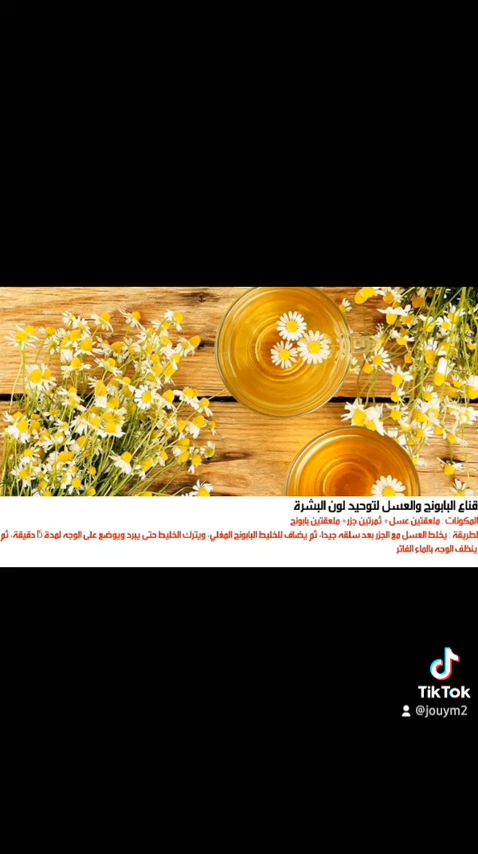 قناع البابونج والعسل لتوحيد لون البشرة
المكونات : ملعقتين عسل+ ثمرتين جزر+ ملعقتين بابونج
لطريقة : يخلط العسل مع الجزر بعد سلقه جيدا، ثم يضاف للخليط البابونج المغلي، ويترك الخليط حتى يبرد ويوضع على الوجه لمدة 15 دقيقة، ثم
ينظف الوجه بالماء الفاتر
TikTok
@jouym2